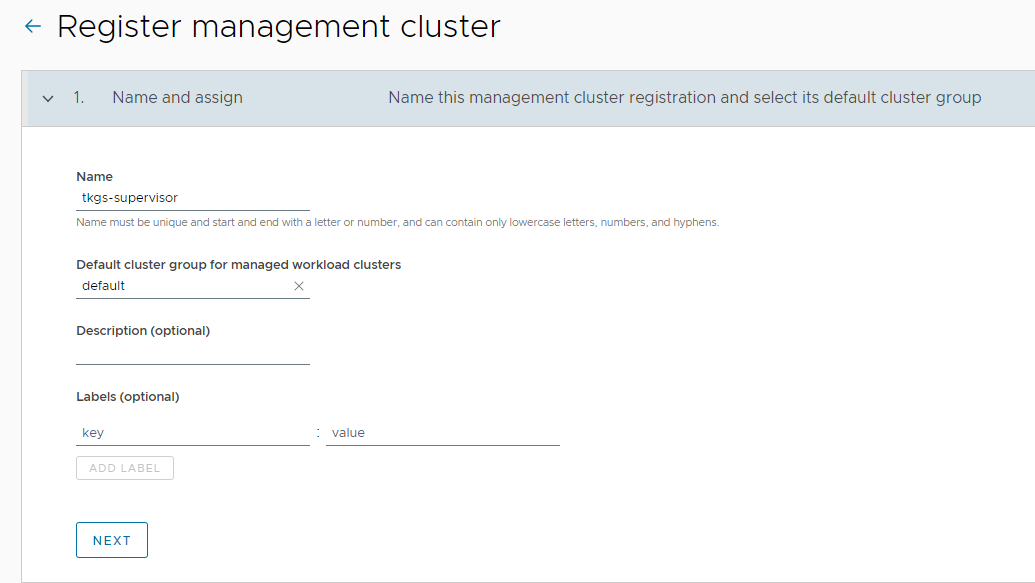 Register management cluster
1. Name and assign Name this management cluster registration and select its default cluster group
Name
tkgs-supervisor
Name must be unique and start and end with a letter or number, and can contain only lowercase letters, numbers, and hyphens.
Default cluster group for managed workload clusters
default
Description (optional)
Labels (optional)
key : value
ADD LABEL
NEXT